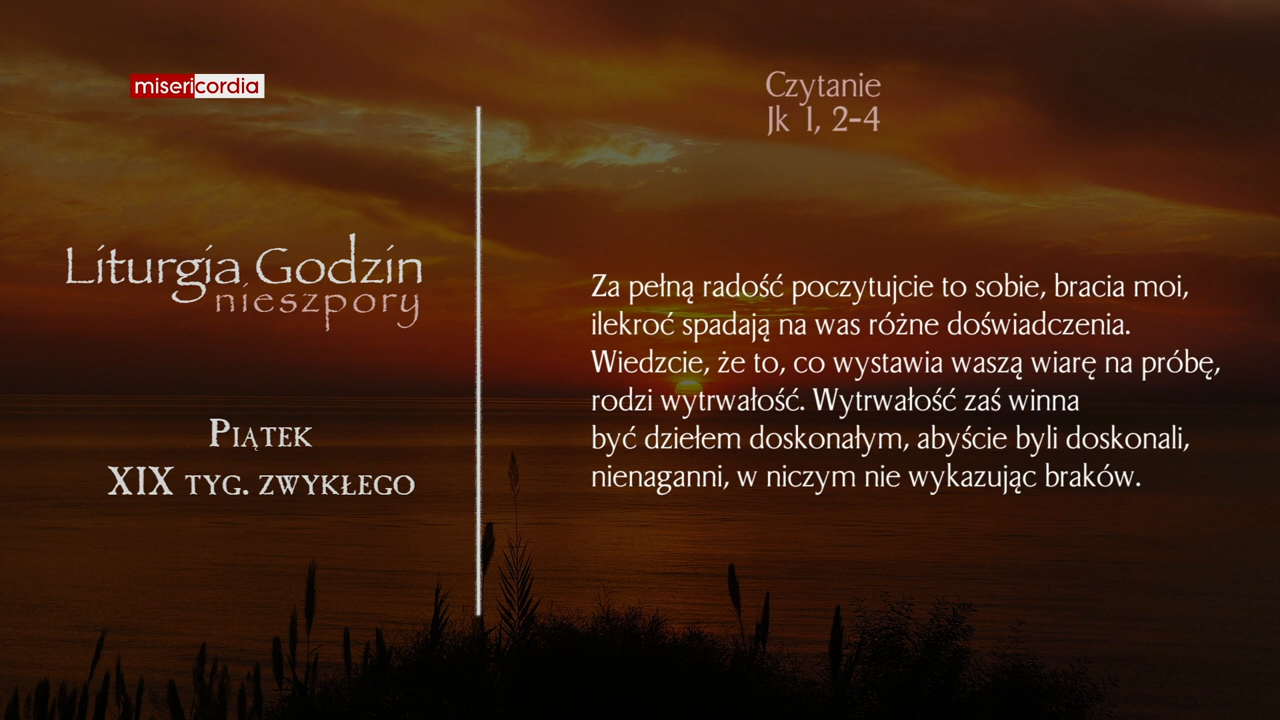 misericordia
Liturgia Godzin
nieszpory
Piątek
XIX tyg. zwykłego
Czytanie
Jk 1, 2-4
Za pełną radość poczytujcie to sobie, bracia moi,
ilekroć spadają na was różne doświadczenia.
Wiedzcie, że to, co wystawia waszą wiarę na próbę,
rodzi wytrwałość. Wytrwałość zaś winna
być dziełem doskonałym, abyście byli doskonali,
nienaganni, w niczym nie wykazując braków.